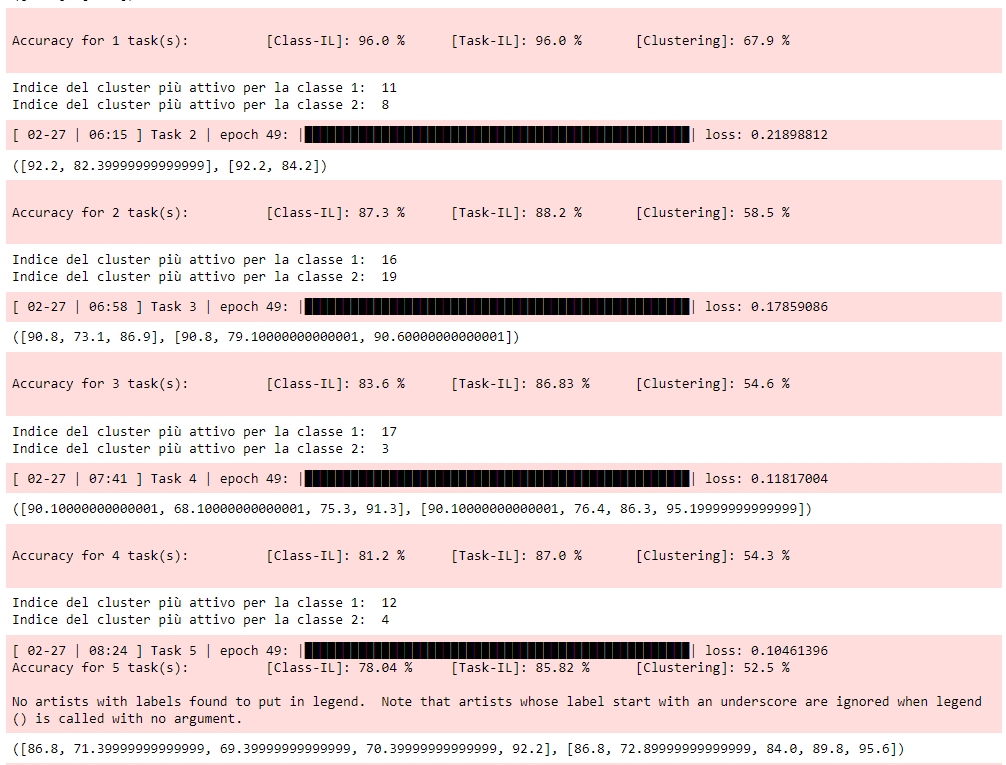 Accuracy for 1 task(s): [Class-IL]: 96.0 % [Task-IL]: 96.0 % [Clustering]: 67.9 %
Indice del cluster più attivo per la classe 1: 11
Indice del cluster più attivo per la classe 2: 8
[ 02-27 | 06:15 ] Task 2 | epoch 49: | | loss: 0.21898812
([92.2, 82.39999999999999], [92.2, 84.2])
Accuracy for 2 task(s): [Class-IL]: 87.3 % [Task-IL]: 88.2 % [Clustering]: 58.5 %
Indice del cluster più attivo per la classe 1: 16
Indice del cluster più attivo per la classe 2: 19
[ 02-27 | 06:58 ] Task 3 | epoch 49: | | loss: 0.17859086
([90.8, 73.1, 86.9], [90.8, 79.10000000000001, 90.60000000000001])
Accuracy for 3 task(s): [Class-IL]: 83.6 % [Task-IL]: 86.83 % [Clustering]: 54.6 %
Indice del cluster più attivo per la classe 1: 17
Indice del cluster più attivo per la classe 2: 3
[ 02-27 | 07:41 ] Task 4 | epoch 49: | | loss: 0.11817004
([90.10000000000001, 68.10000000000001, 75.3, 91.3], [90.10000000000001, 76.4, 86.3, 95.19999999999999])
Accuracy for 4 task(s): [Class-IL]: 81.2 % [Task-IL]: 87.0 % [Clustering]: 54.3 %
Indice del cluster più attivo per la classe 1: 12
Indice del cluster più attivo per la classe 2: 4
[ 02-27 | 08:24 ] Task 5 | epoch 49: | | loss: 0.10461396
Accuracy for 5 task(s): [Class-IL]: 78.04 % [Task-IL]: 85.82 % [Clustering]: 52.5 %
No artists with labels found to put in legend. Note that artists whose label start with an underscore are ignored when legend
() is called with no argument.
([86.8, 71.39999999999999, 69.39999999999999, 70.39999999999999, 92.2], [86.8, 72.89999999999999, 84.0, 89.8, 95.6])